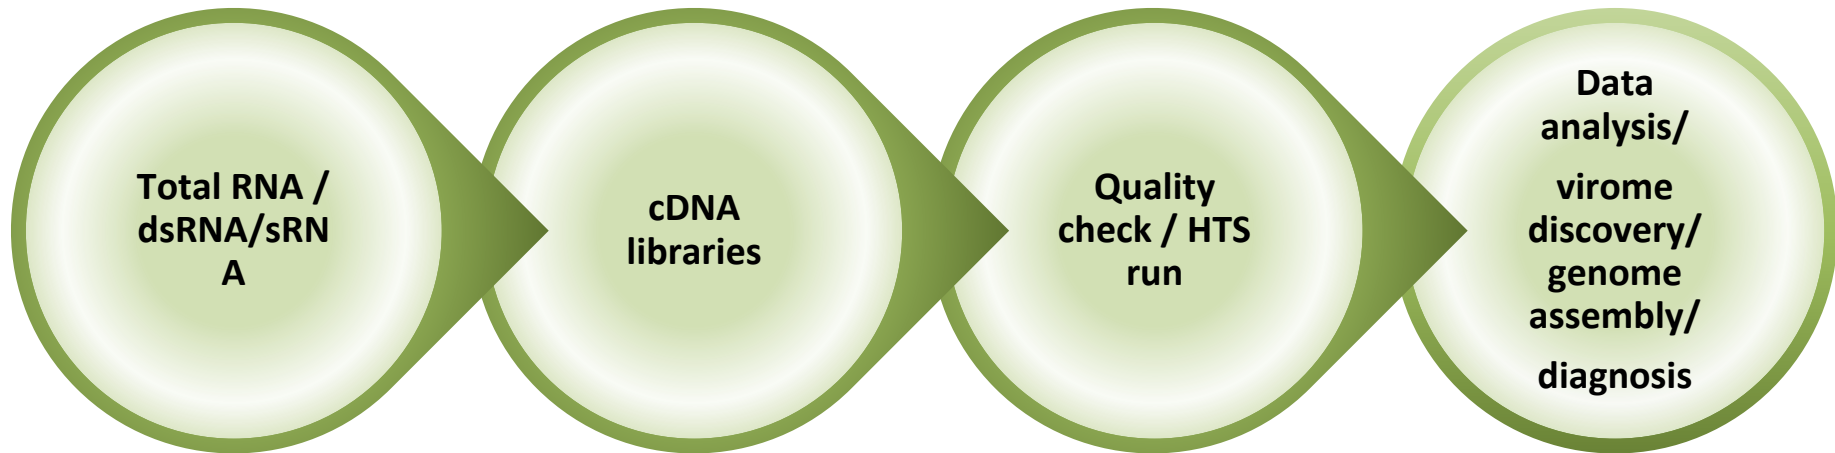 Total RNA /
dsRNA/sRN
A
cDNA
libraries
Quality
check / HTS
run
Data
analysis/
virome
discovery/
genome
assembly/
diagnosis